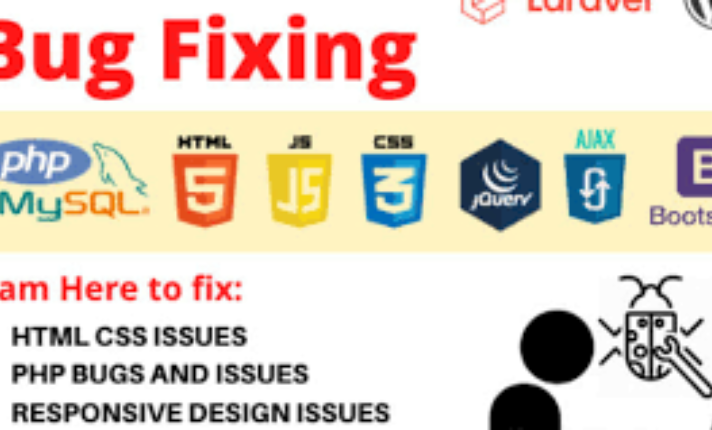 Laravel
Bug Fixing
php
MySQL
HTML
5
JS
JS
CSS
3
jQuery
AJAX
B
Boots
am Here to fix:
HTML CSS ISSUES
PHP BUGS AND ISSUES
RESPONSIVE DESIGN ISSUES